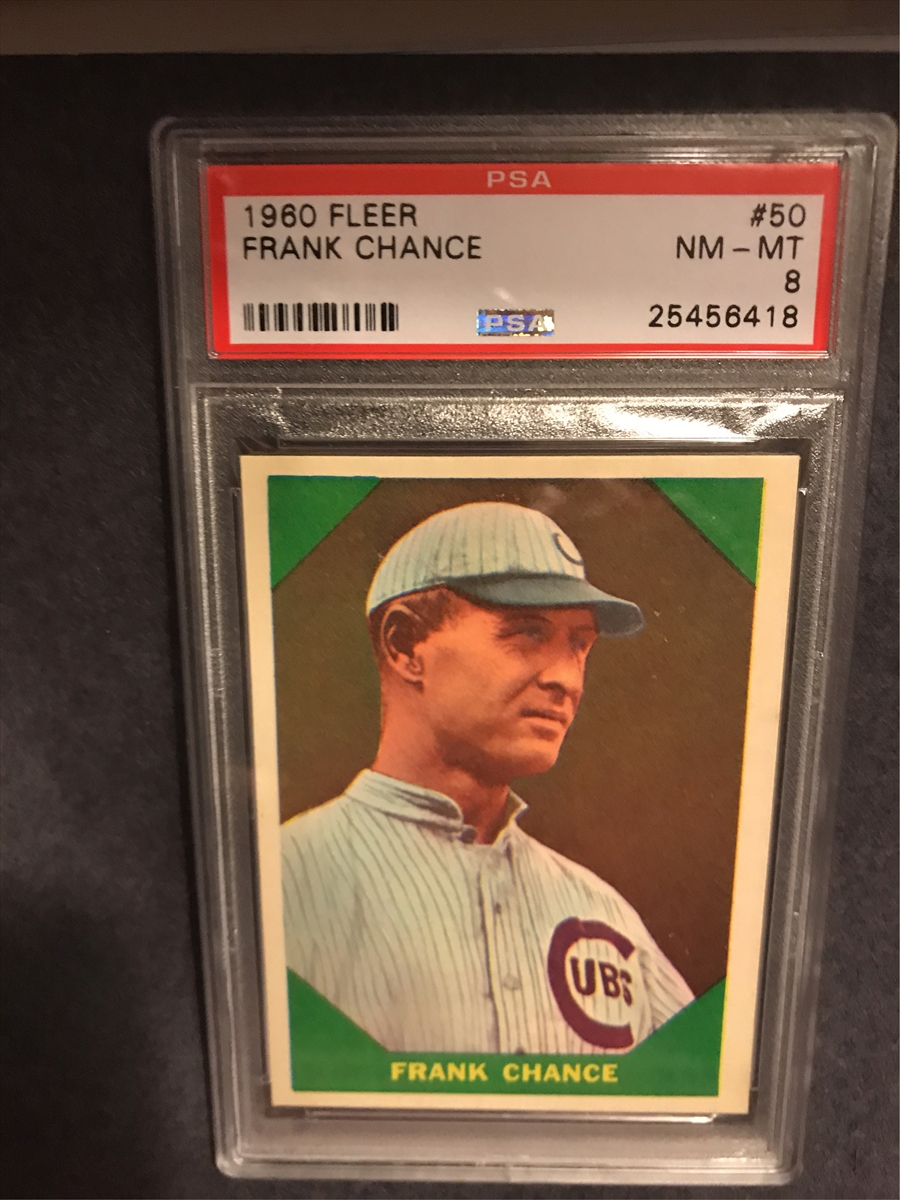 PSA
1960 FLEER #50
FRANK CHANCE NM - MT
8
PSA 25456418
C
CUBS
FRANK CHANCE